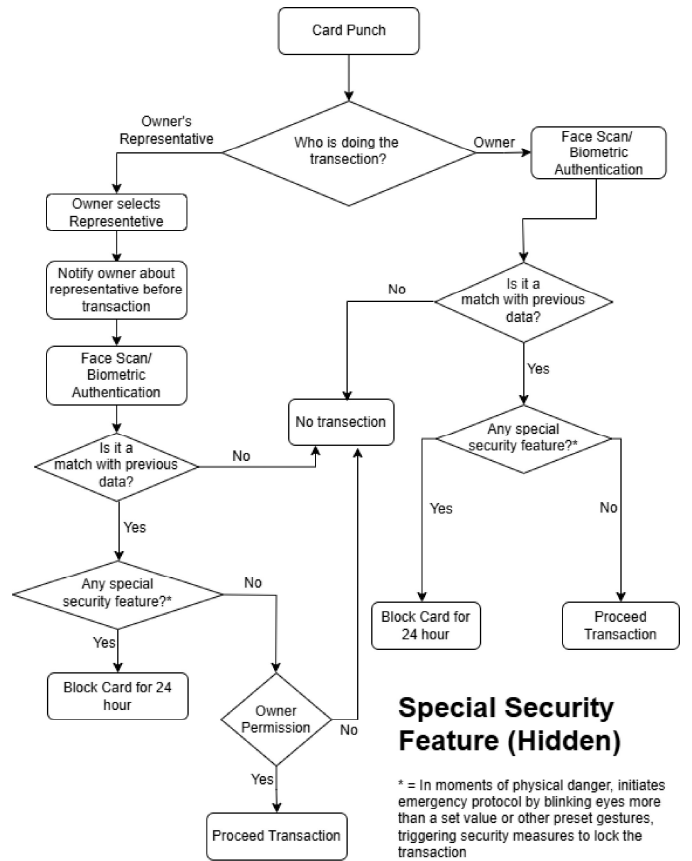 Card Punch
Who is doing the
transection?
Owner's
Representative
Owner
Face Scan/
Biometric
Authentication
Owner selects
Representetive
Notify owner about
representative before
transaction
Face Scan/
Biometric
Authentication
Is it a
match with previous
data?
No
Yes
Any special
security feature?*
Yes
Block Card for 24
hour
No
Owner
Permission
No
Yes
Proceed Transaction
No transection
Is it a
match with previous
data?
No
Yes
Any special
security feature?*
Yes
No
Block Card for
24 hour
Proceed
Transaction
Special Security
Feature (Hidden)
* = In moments of physical danger, initiates
emergency protocol by blinking eyes more
than a set value or other preset gestures,
triggering security measures to lock the
transaction